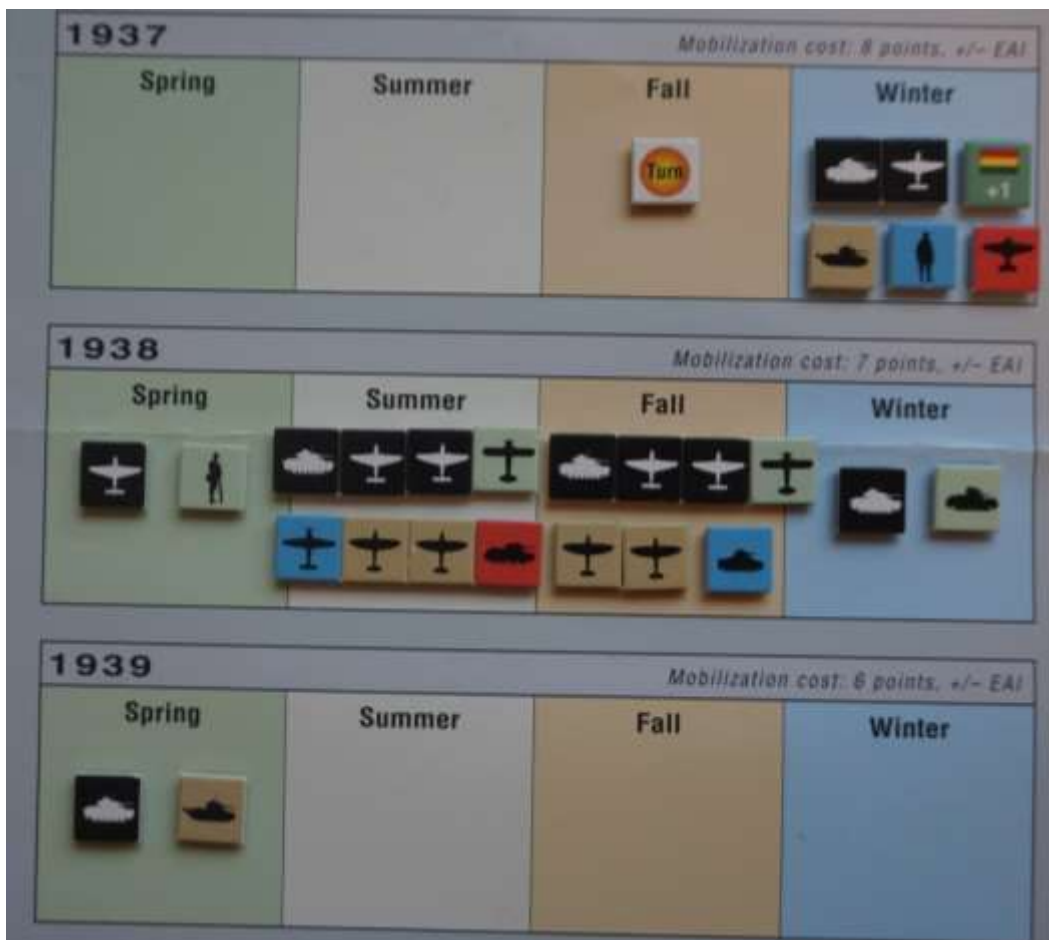 1937
Mobilization cost: 8 points, +/– EAI
Spring Summer Fall Winter
Turn
+1
1938
Mobilization cost: 7 points, +/– EAI
Spring Summer Fall Winter
1939
Mobilization cost: 6 points, +/– EAI
Spring Summer Fall Winter